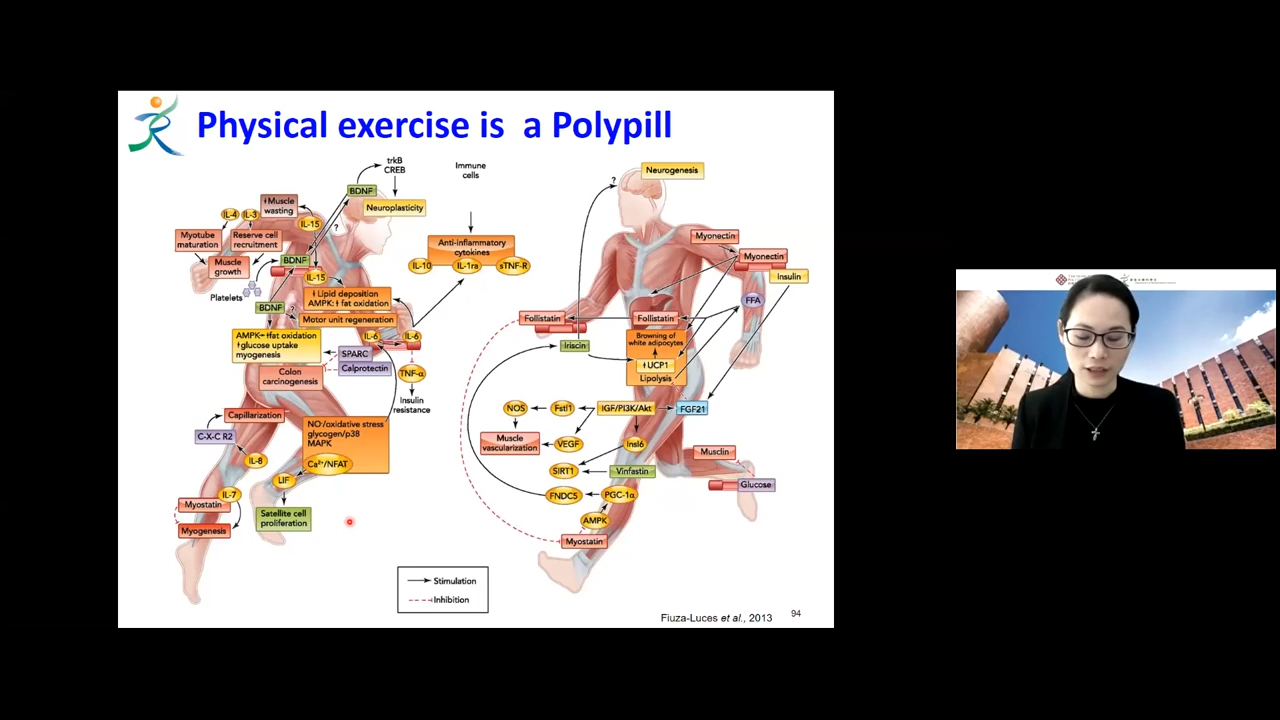 Physical exercise is a Polypill
trkB
CREB
BDNF
Neuroplasticity
?
Immune
cells
Muscle
wasting
IL-4
IL-3
IL-15
Myotube
maturation
Reserve cell
recruitment
Muscle
growth
BDNF
Platelets
IL-15
BDNF
?
Anti-inflammatory
cytokines
IL-10
IL-1ra
sTNF-R
Lipid deposition
AMPK: fat oxidation
Motor unit regeneration
IL-6
IL-6
AMPK fat oxidation
glucose uptake
myogenesis
SPARC
Calprotectin
Colon
carcinogenesis
TNF-α
Insulin
resistance
Capillarization
C-X-C R2
IL-8
NO/oxidative stress
glycogen/p38
MAPK
Ca²⁺/NFAT
LIF
IL-7
Myostatin
Myogenesis
Satellite cell
proliferation
Neurogenesis
?
Myonectin
Myonectin
Insulin
FFA
Follistatin
Follistatin
Iriscin
Browning of
white adipocytes
UCP1
Lipolysis
NOS
Fstl1
IGF/PI3K/Akt
FGF21
Muscle
vascularization
VEGF
Insl6
SIRT1
Vinfastin
Musclin
Glucose
FNDC5
PGC-1α
AMPK
Myostatin
Stimulation
Inhibition
Fiuza-Luces et al., 2013
94